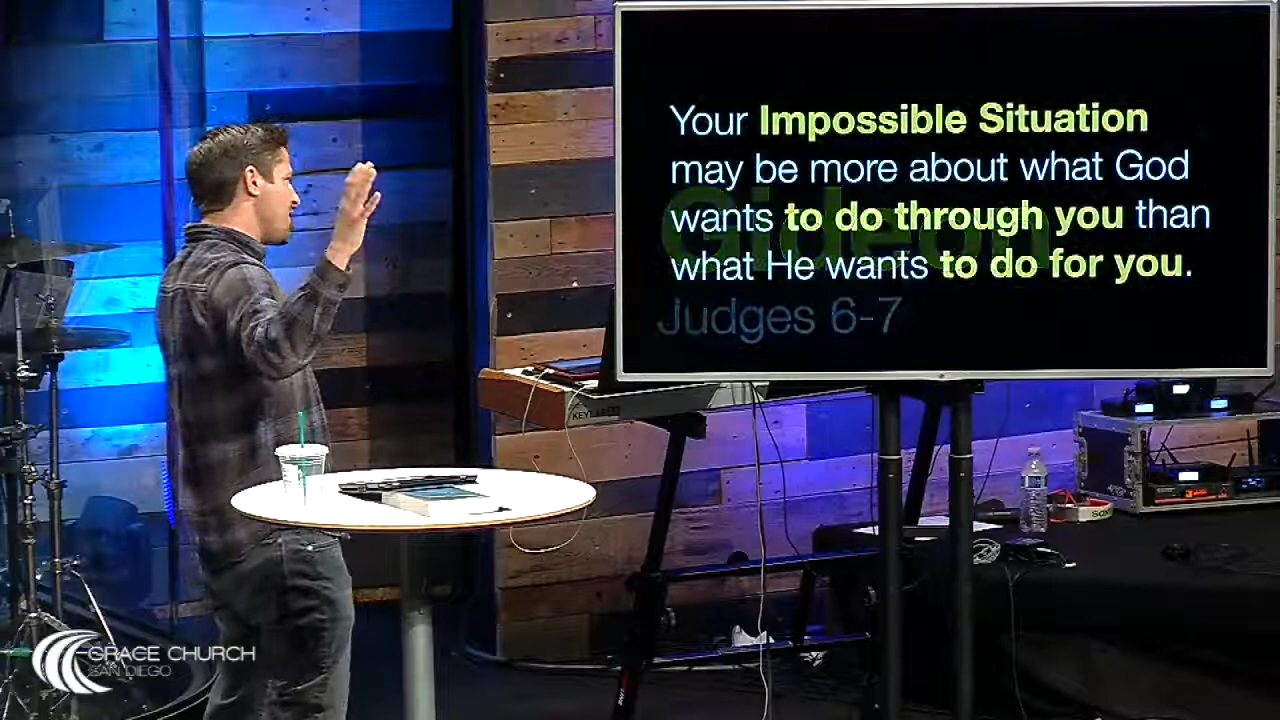 Your Impossible Situation
may be more about what God
wants to do through you than
what He wants to do for you.
Gideon
Judges 6-7
KEYLAB
GRACE CHURCH
SAN DIEGO